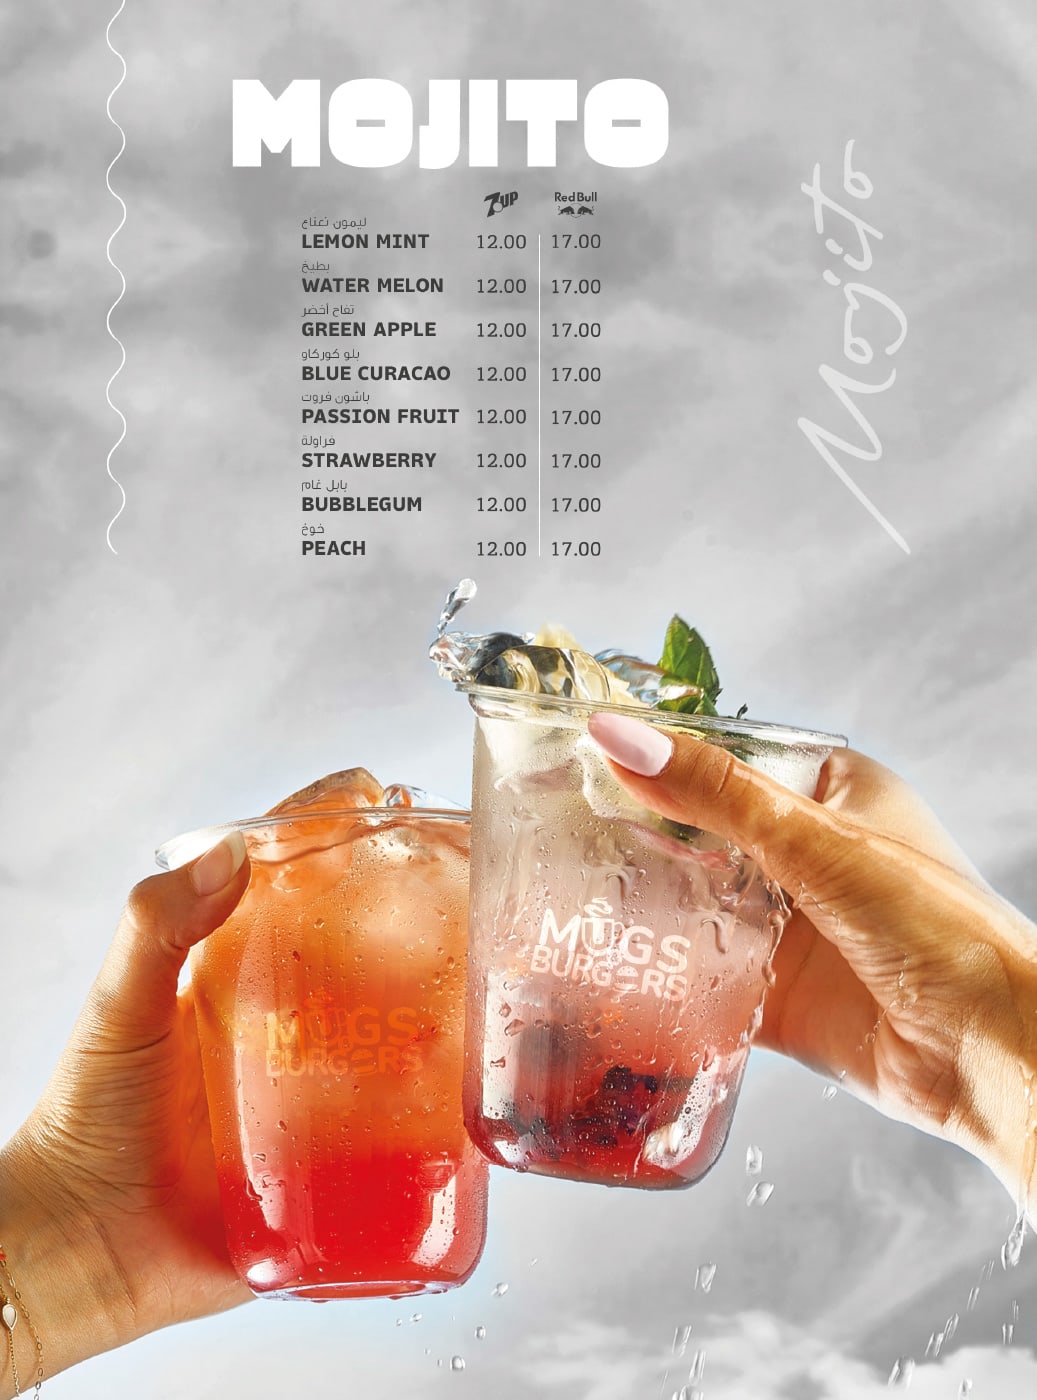 MOJITO
7UP RedBull
ليمون نعناع
LEMON MINT 12.00 17.00
بطيخ
WATER MELON 12.00 17.00
تفاح أخضر
GREEN APPLE 12.00 17.00
بلو كوركاو
BLUE CURACAO 12.00 17.00
باشون فروت
PASSION FRUIT 12.00 17.00
فراولة
STRAWBERRY 12.00 17.00
بابل غام
BUBBLEGUM 12.00 17.00
خوخ
PEACH 12.00 17.00
Mojito
MUGS
BURGERS
MUGS
BURGERS